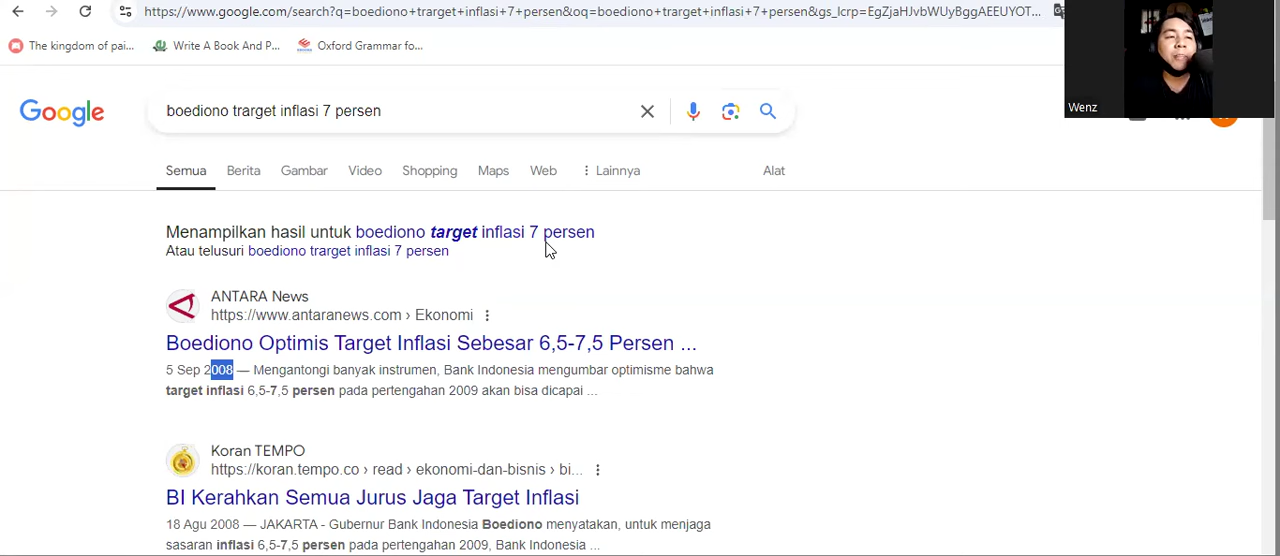 https://www.google.com/search?q=boediono+trarget+inflasi+7+persen&oq=boediono+trarget+inflasi+7+persen&gs_lcrp=EgZjaHJvbWUyBggAEEUYOT...
The kingdom of pai...
Write A Book And P...
Oxford Grammar fo...
Wenz
Google
boediono trarget inflasi 7 persen
Semua
Berita
Gambar
Video
Shopping
Maps
Web
Lainnya
Alat
Menampilkan hasil untuk boediono target inflasi 7 persen
Atau telusuri boediono trarget inflasi 7 persen
ANTARA News
https://www.antaranews.com › Ekonomi
Boediono Optimis Target Inflasi Sebesar 6,5-7,5 Persen ...
5 Sep 2008 — Mengantongi banyak instrumen, Bank Indonesia mengumbar optimisme bahwa
target inflasi 6,5-7,5 persen pada pertengahan 2009 akan bisa dicapai ...
Koran TEMPO
https://koran.tempo.co › read › ekonomi-dan-bisnis › bi...
BI Kerahkan Semua Jurus Jaga Target Inflasi
18 Agu 2008 — JAKARTA - Gubernur Bank Indonesia Boediono menyatakan, untuk menjaga
sasaran inflasi 6,5-7,5 persen pada pertengahan 2009, Bank Indonesia ...